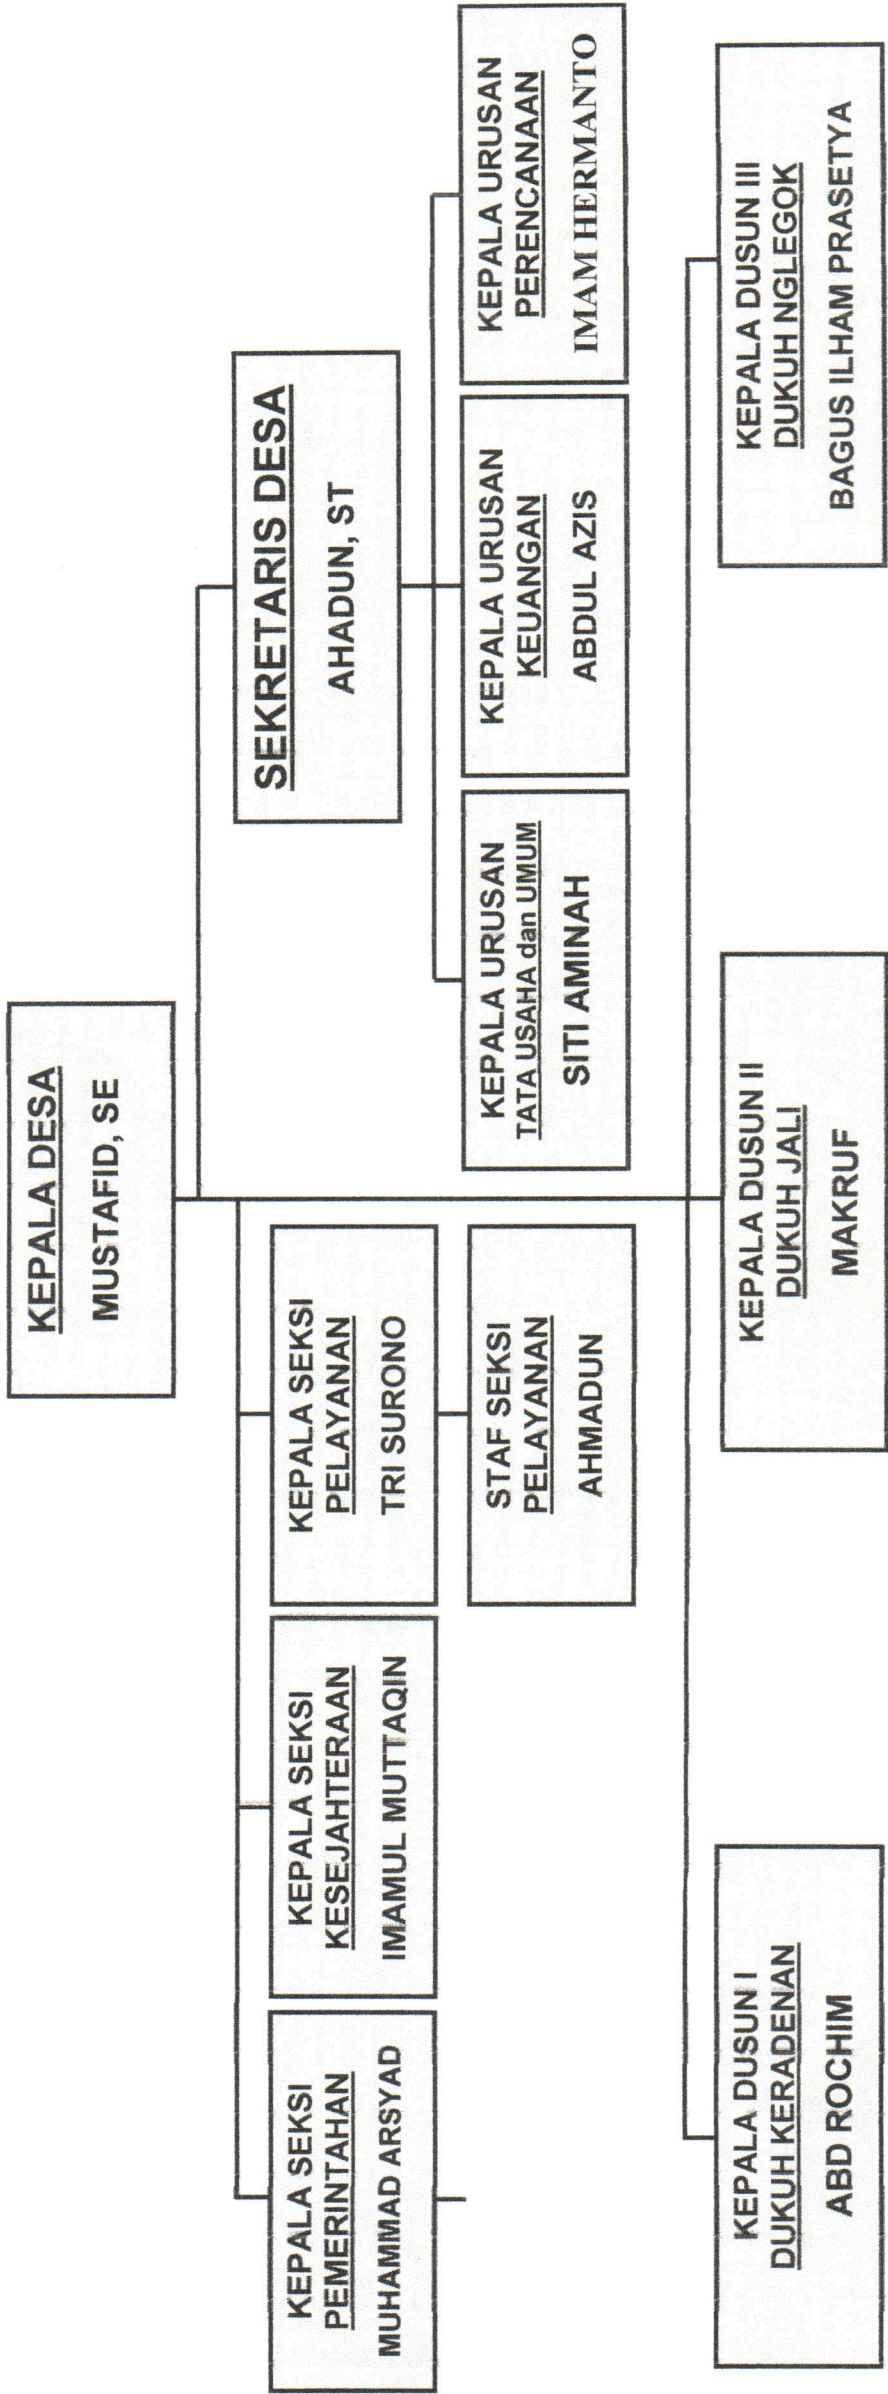 KEPALA DESA
MUSTAFID, SE
SEKRETARIS DESA
AHADUN, ST
KEPALA SEKSI
PEMERINTAHAN
MUHAMMAD ARSYAD
KEPALA SEKSI
KESEJAHTERAAN
IMAMUL MUTTAQIN
KEPALA SEKSI
PELAYANAN
TRI SURONO
STAF SEKSI
PELAYANAN
AHMADUN
KEPALA URUSAN
TATA USAHA dan UMUM
SITI AMINAH
KEPALA URUSAN
KEUANGAN
ABDUL AZIS
KEPALA URUSAN
PERENCANAAN
IMAM HERMANTO
KEPALA DUSUN I
DUKUH KERADENAN
ABD ROCHIM
KEPALA DUSUN II
DUKUH JALI
MAKRUF
KEPALA DUSUN III
DUKUH NGLEGOK
BAGUS ILHAM PRASETYA